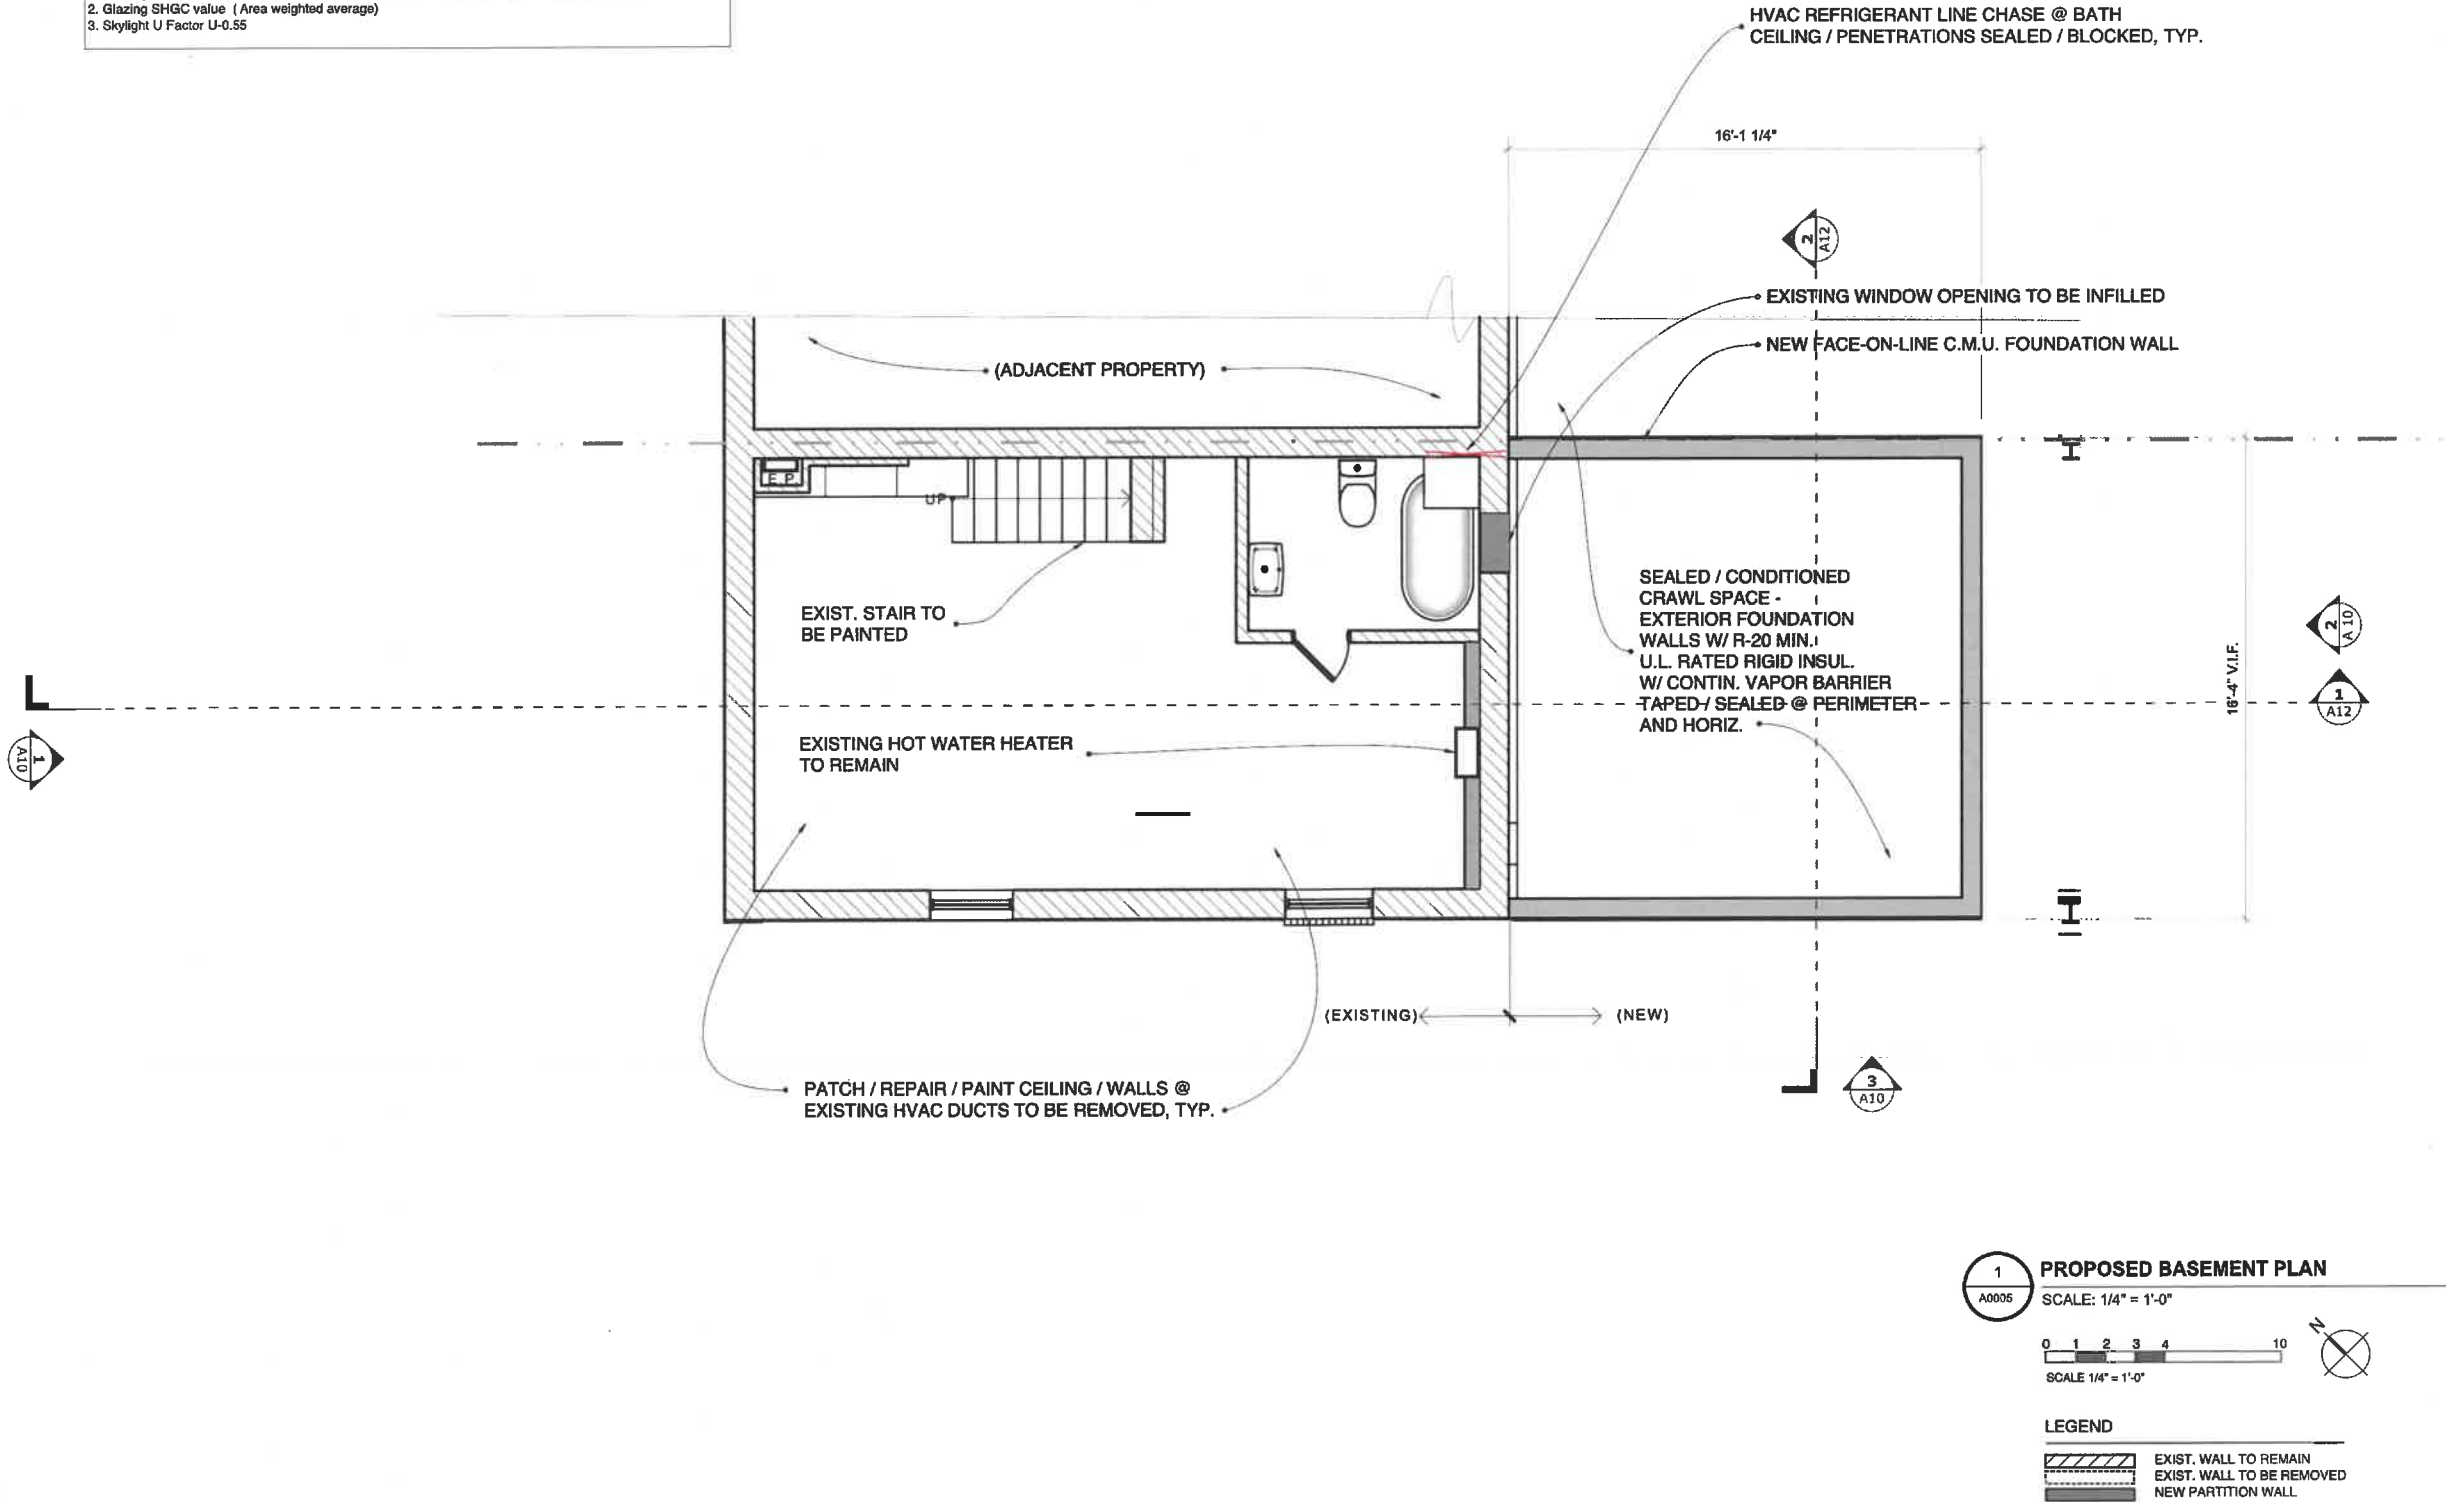 2. Glazing SHGC value ( Area weighted average)
3. Skylight U Factor U-0.55
HVAC REFRIGERANT LINE CHASE @ BATH
CEILING / PENETRATIONS SEALED / BLOCKED, TYP.
16'-1 1/4"
2
A12
EXISTING WINDOW OPENING TO BE INFILLED
NEW FACE-ON-LINE C.M.U. FOUNDATION WALL
(ADJACENT PROPERTY)
E.P.
UP
EXIST. STAIR TO
BE PAINTED
SEALED / CONDITIONED
CRAWL SPACE -
EXTERIOR FOUNDATION
WALLS W/ R-20 MIN.
U.L. RATED RIGID INSUL.
W/ CONTIN. VAPOR BARRIER
TAPED / SEALED @ PERIMETER
AND HORIZ.
2
A 10
16'-4" V.I.F.
1
A12
1
A10
EXISTING HOT WATER HEATER
TO REMAIN
(EXISTING)
(NEW)
PATCH / REPAIR / PAINT CEILING / WALLS @
EXISTING HVAC DUCTS TO BE REMOVED, TYP.
3
A10
1
A0005
PROPOSED BASEMENT PLAN
SCALE: 1/4" = 1'-0"
0 1 2 3 4 10
N
SCALE 1/4" = 1'-0"
LEGEND
EXIST. WALL TO REMAIN
EXIST. WALL TO BE REMOVED
NEW PARTITION WALL